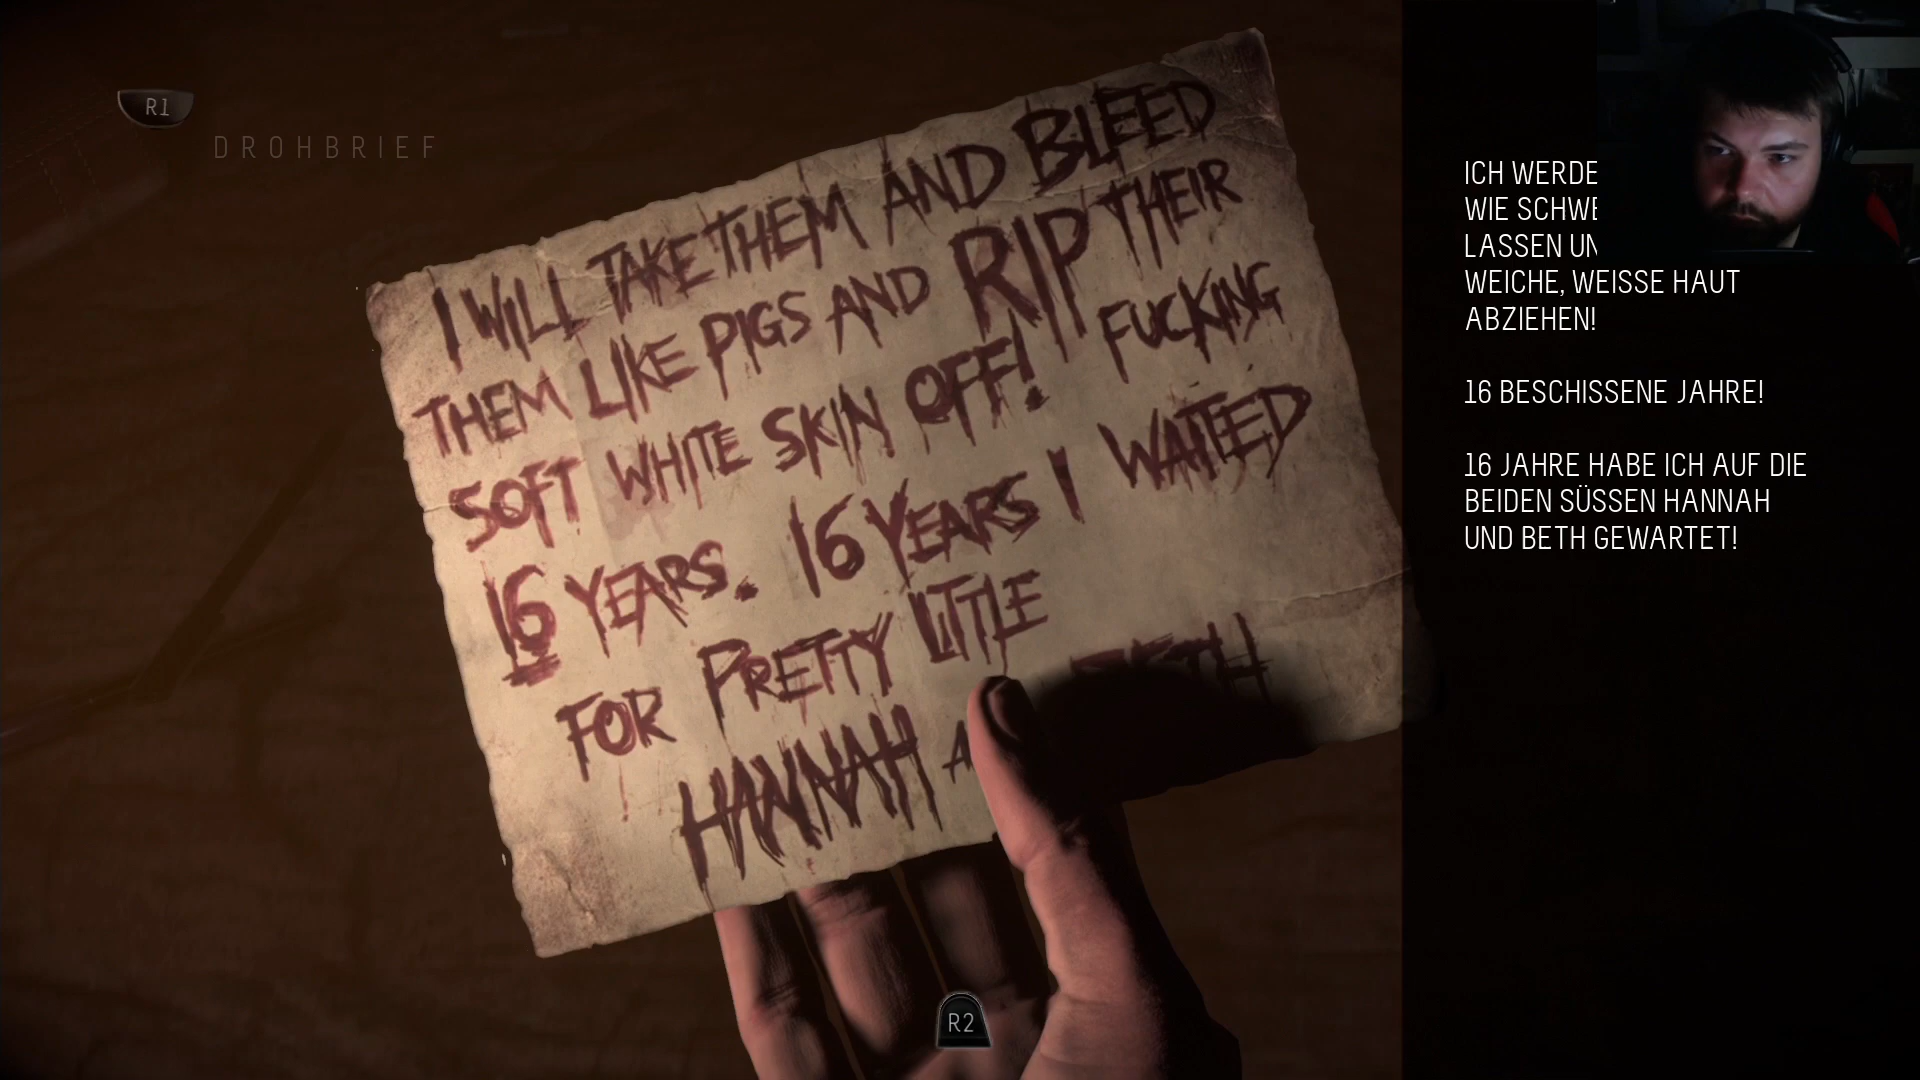 R1
DROHBRIEF
I WILL TAKE THEM AND BLEED
THEM LIKE PIGS AND RIP THEIR
SOFT WHITE SKIN OFF! FUCKING
16 YEARS. 16 YEARS I WAITED
FOR PRETTY LITTLE
HANNAH BETH
R2
ICH WERDE
WIE
LASSEN
WEICHE, WEISSE HAUT
ABZIEHEN!
16 BESCHISSENE JAHRE!
16 JAHRE HABE ICH AUF DIE
BEIDEN SÜSSEN HANNAH
UND BETH GEWARTET!